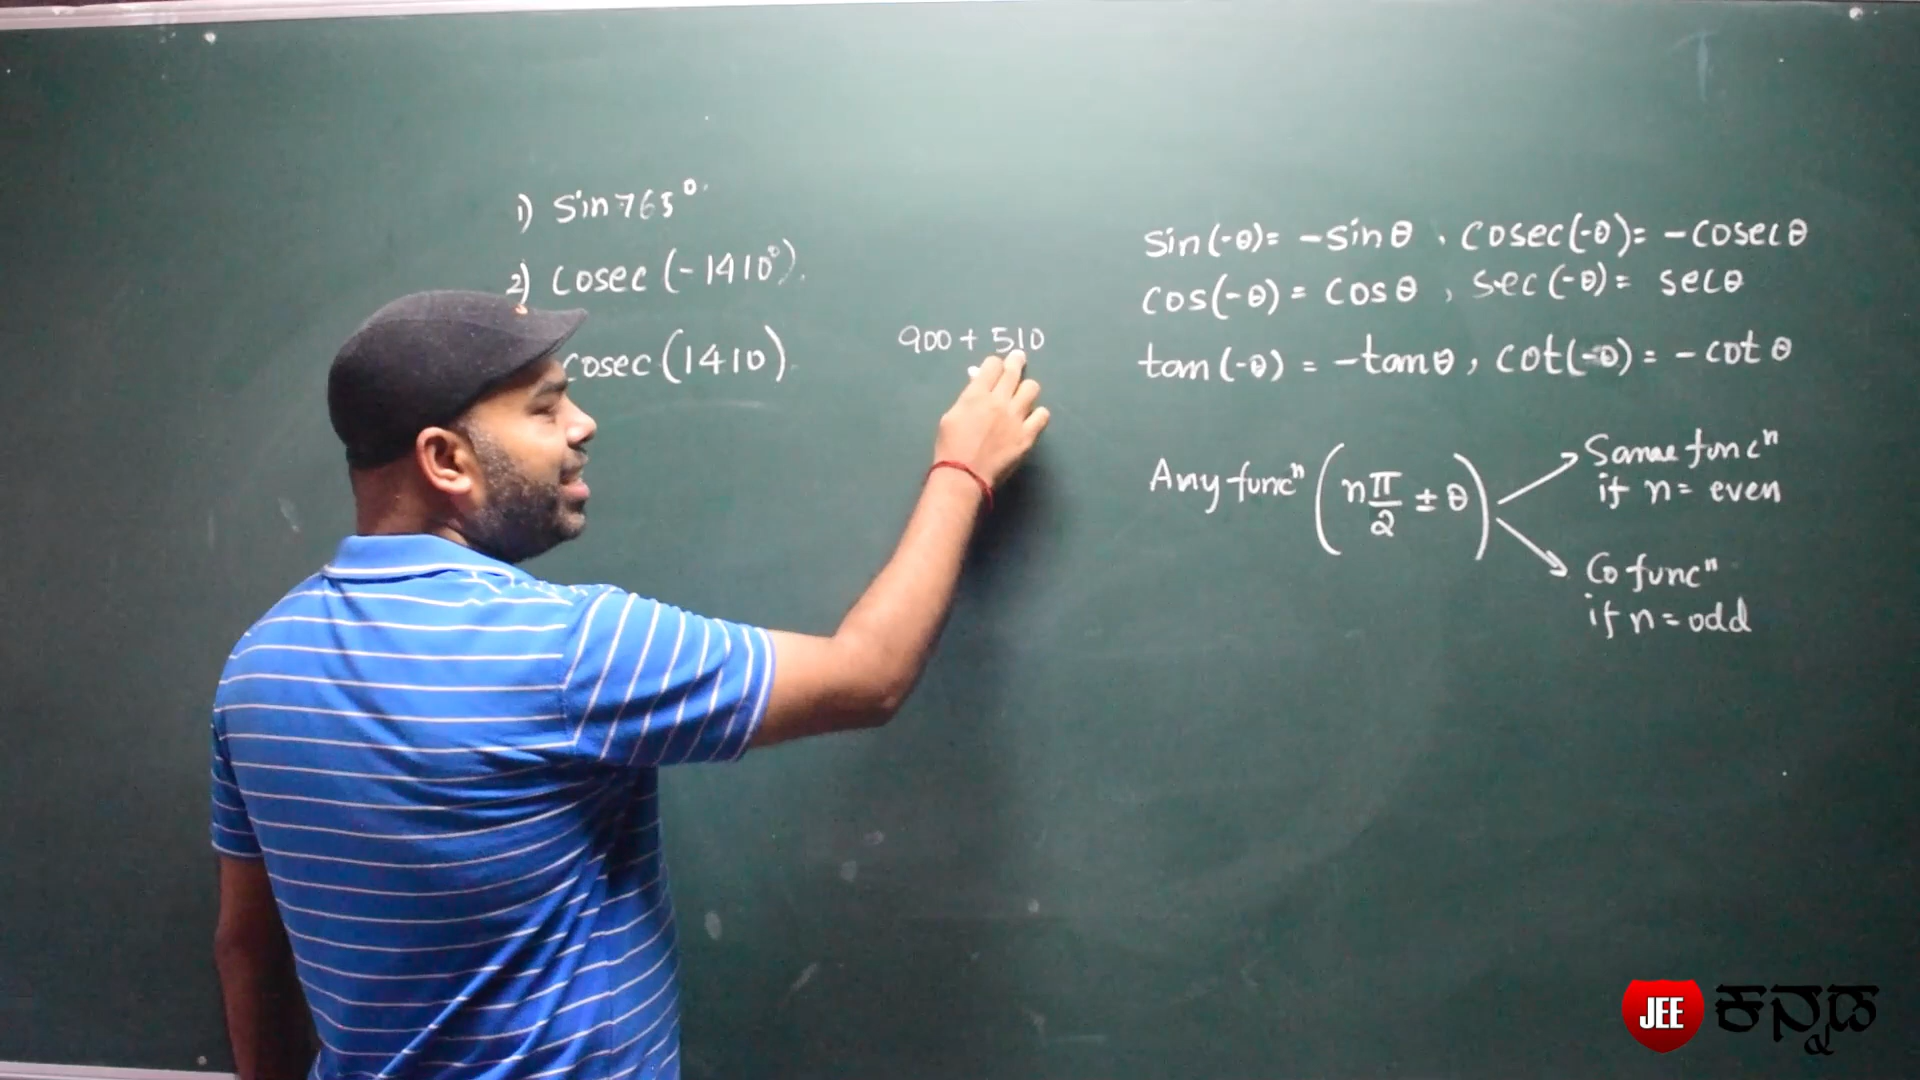 1) Sin 765°
2) Cosec (-1410°).
Cosec (1410).
900 + 510
Sin(-θ)= -Sinθ , Cosec(-θ)= -Cosecθ
Cos(-θ) = Cosθ , Sec(-θ)= Secθ
tan(-θ) = -tanθ, cot(-θ) = -cotθ
Any funcⁿ (nπ/2 ± θ)
Same funcⁿ
if n= even
Co funcⁿ
if n=odd
JEE ಕನ್ನಡ